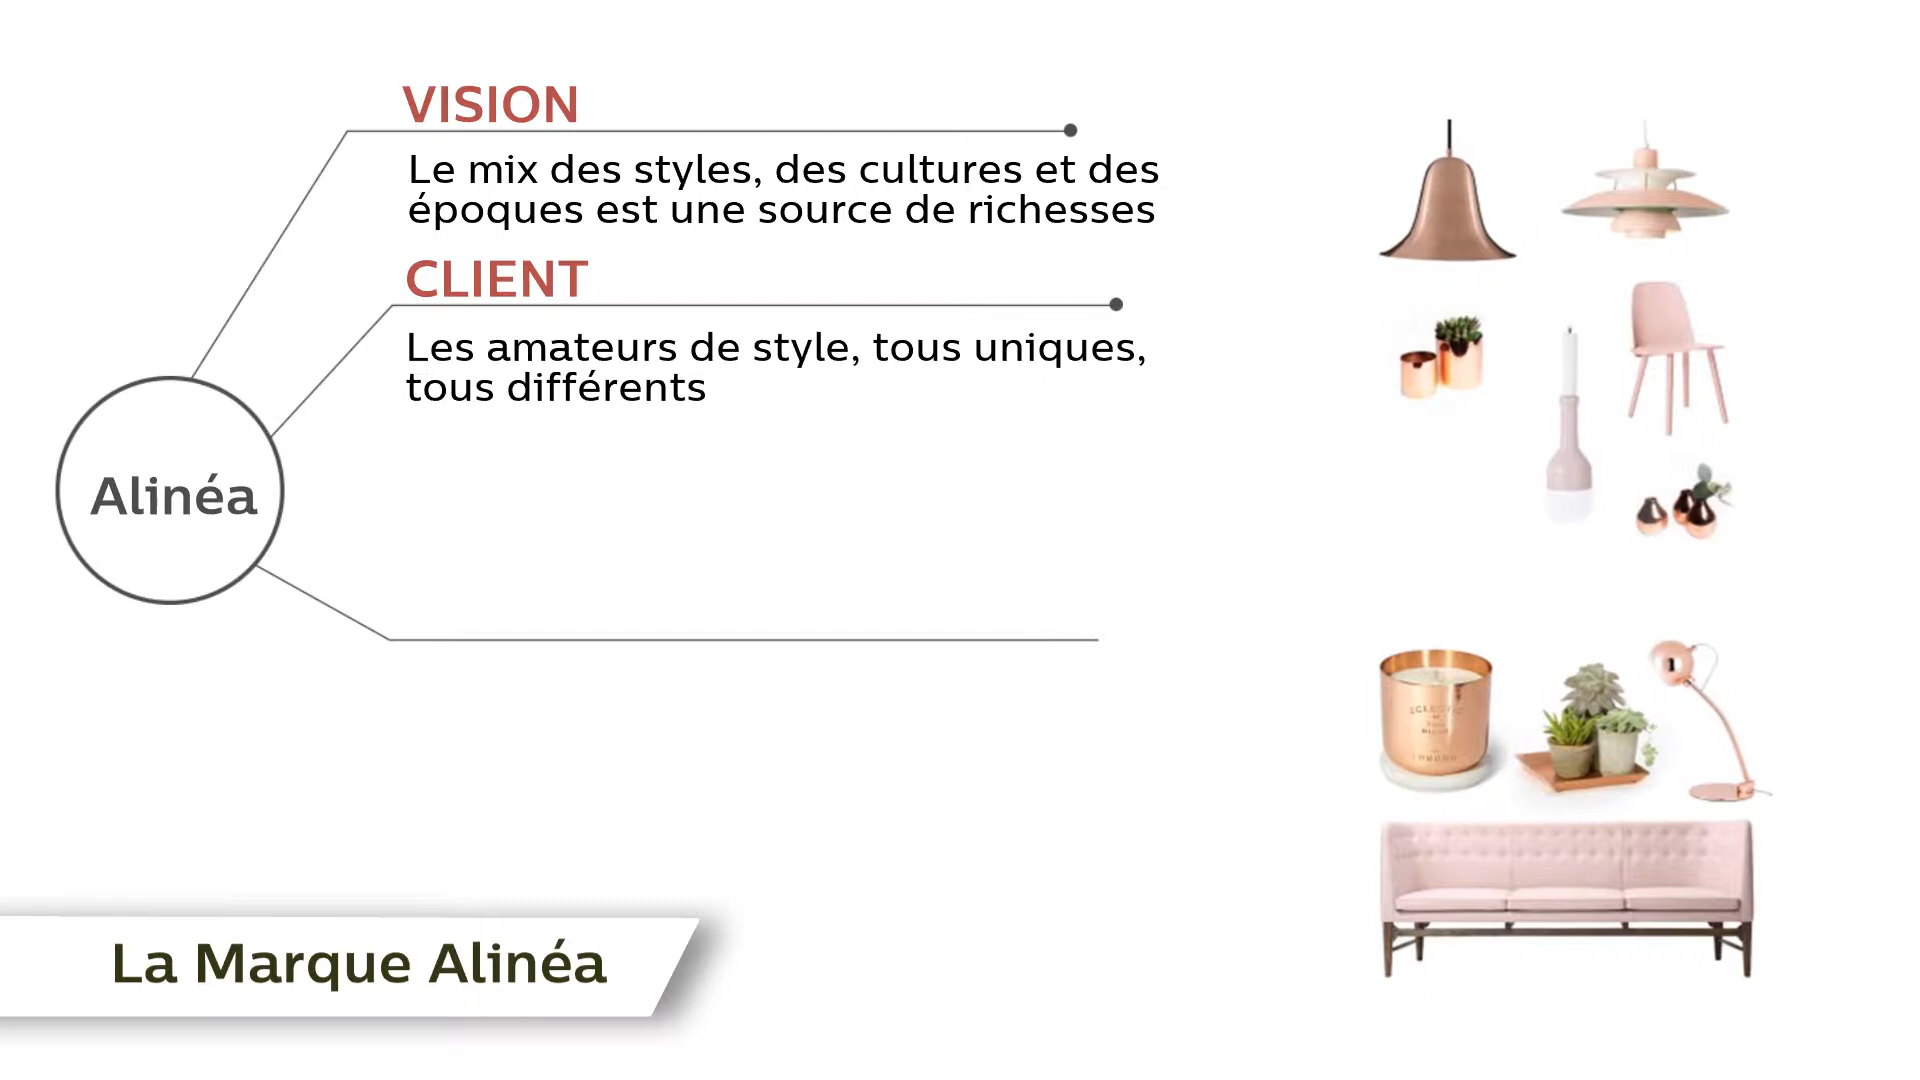 VISION
Le mix des styles, des cultures et des
époques est une source de richesses
CLIENT
Les amateurs de style, tous uniques,
tous différents
Alinéa
LONDON
La Marque Alinéa